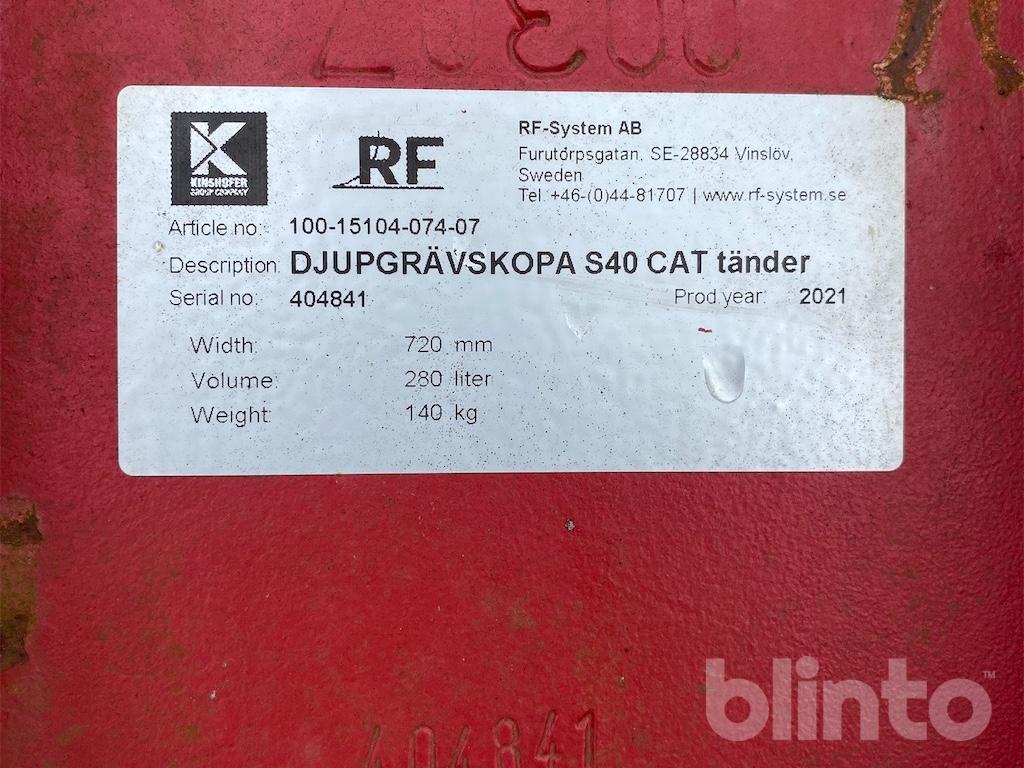 K
KINSHOFER
GROUP COMPANY
RF
RF-System AB
Furutorpsgatan, SE-28834 Vinslöv,
Sweden
Tel. +46-(0)44-81707 | www.rf-system.se
Article no: 100-15104-074-07
Description: DJUPGRÄVSKOPA S40 CAT tänder
Serial no: 404841 Prod.year: 2021
Width: 720 mm
Volume: 280 liter
Weight: 140 kg
404841
blinto™